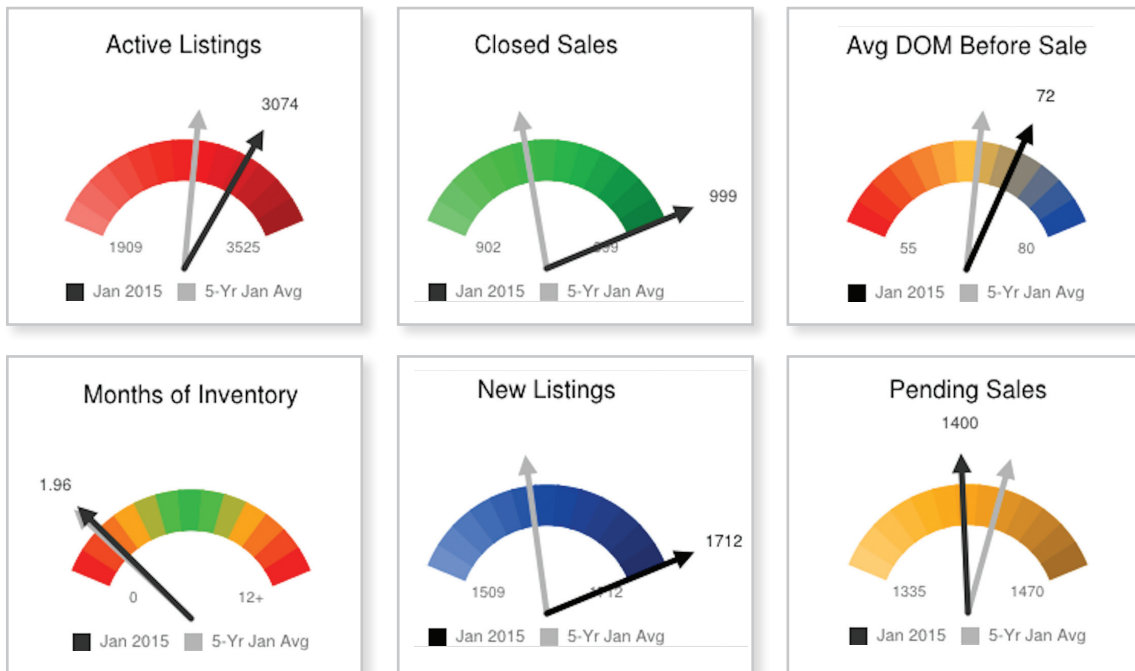 Active Listings
3074
1909 3525
Jan 2015 5-Yr Jan Avg
Closed Sales
999
902 999
Jan 2015 5-Yr Jan Avg
Avg DOM Before Sale
72
55 80
Jan 2015 5-Yr Jan Avg
Months of Inventory
1.96
0 12+
Jan 2015 5-Yr Jan Avg
New Listings
1712
1509 1712
Jan 2015 5-Yr Jan Avg
Pending Sales
1400
1335 1470
Jan 2015 5-Yr Jan Avg